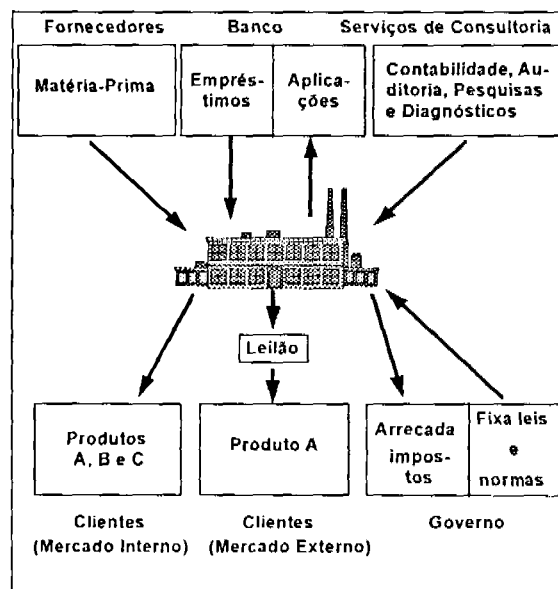 Fornecedores Banco Serviços de Consultoria
Matéria-Prima
Emprés-
timos
Aplica-
ções
Contabilidade, Au-
ditoria, Pesquisas
e Diagnósticos
Leilão
Produtos
A, B e C
Produto A
Arrecada
impos-
tos
Fixa leis
e
normas
Clientes
(Mercado Interno)
Clientes
(Mercado Externo)
Governo